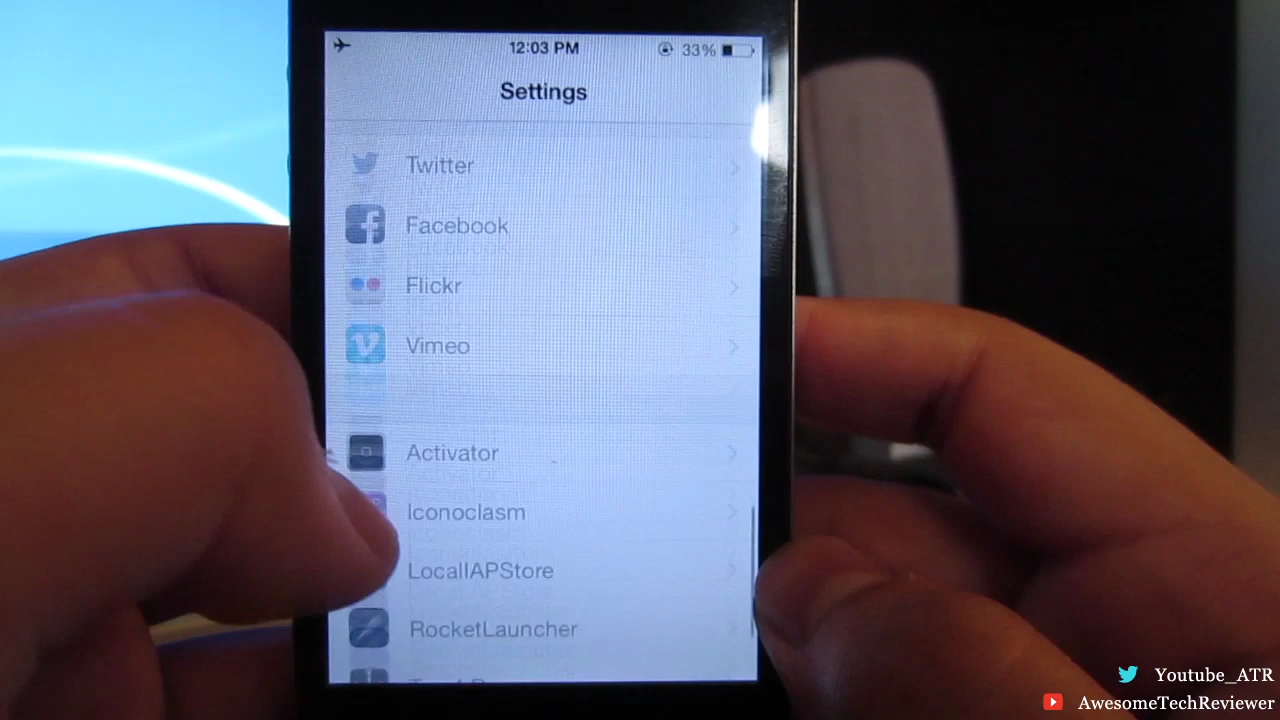 12:03 PM
33%
Settings
Twitter
Facebook
Flickr
Vimeo
Activator
Iconoclasm
LocalIAPStore
RocketLauncher
Youtube_ATR
AwesomeTechReviewer